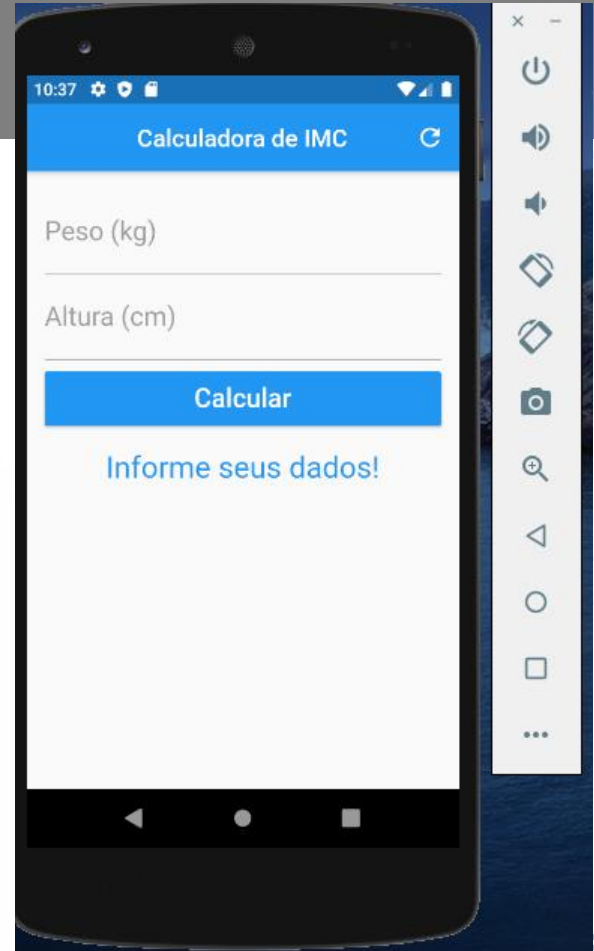 10:37
Calculadora de IMC
Peso (kg)
Altura (cm)
Calcular
Informe seus dados!